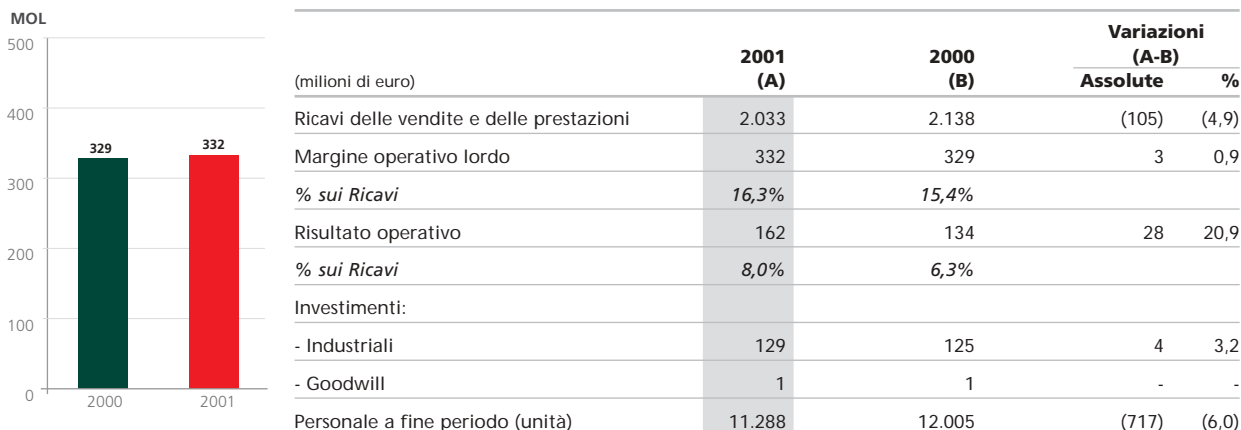 MOL
500
400
300
200
100
0
329
332
2000
2001
Variazioni
2001 2000 (A-B)
(milioni di euro) (A) (B) Assolute %
Ricavi delle vendite e delle prestazioni 2.033 2.138 (105) (4,9)
Margine operativo lordo 332 329 3 0,9
% sui Ricavi 16,3% 15,4%
Risultato operativo 162 134 28 20,9
% sui Ricavi 8,0% 6,3%
Investimenti:
- Industriali 129 125 4 3,2
- Goodwill 1 1 - -
Personale a fine periodo (unità) 11.288 12.005 (717) (6,0)